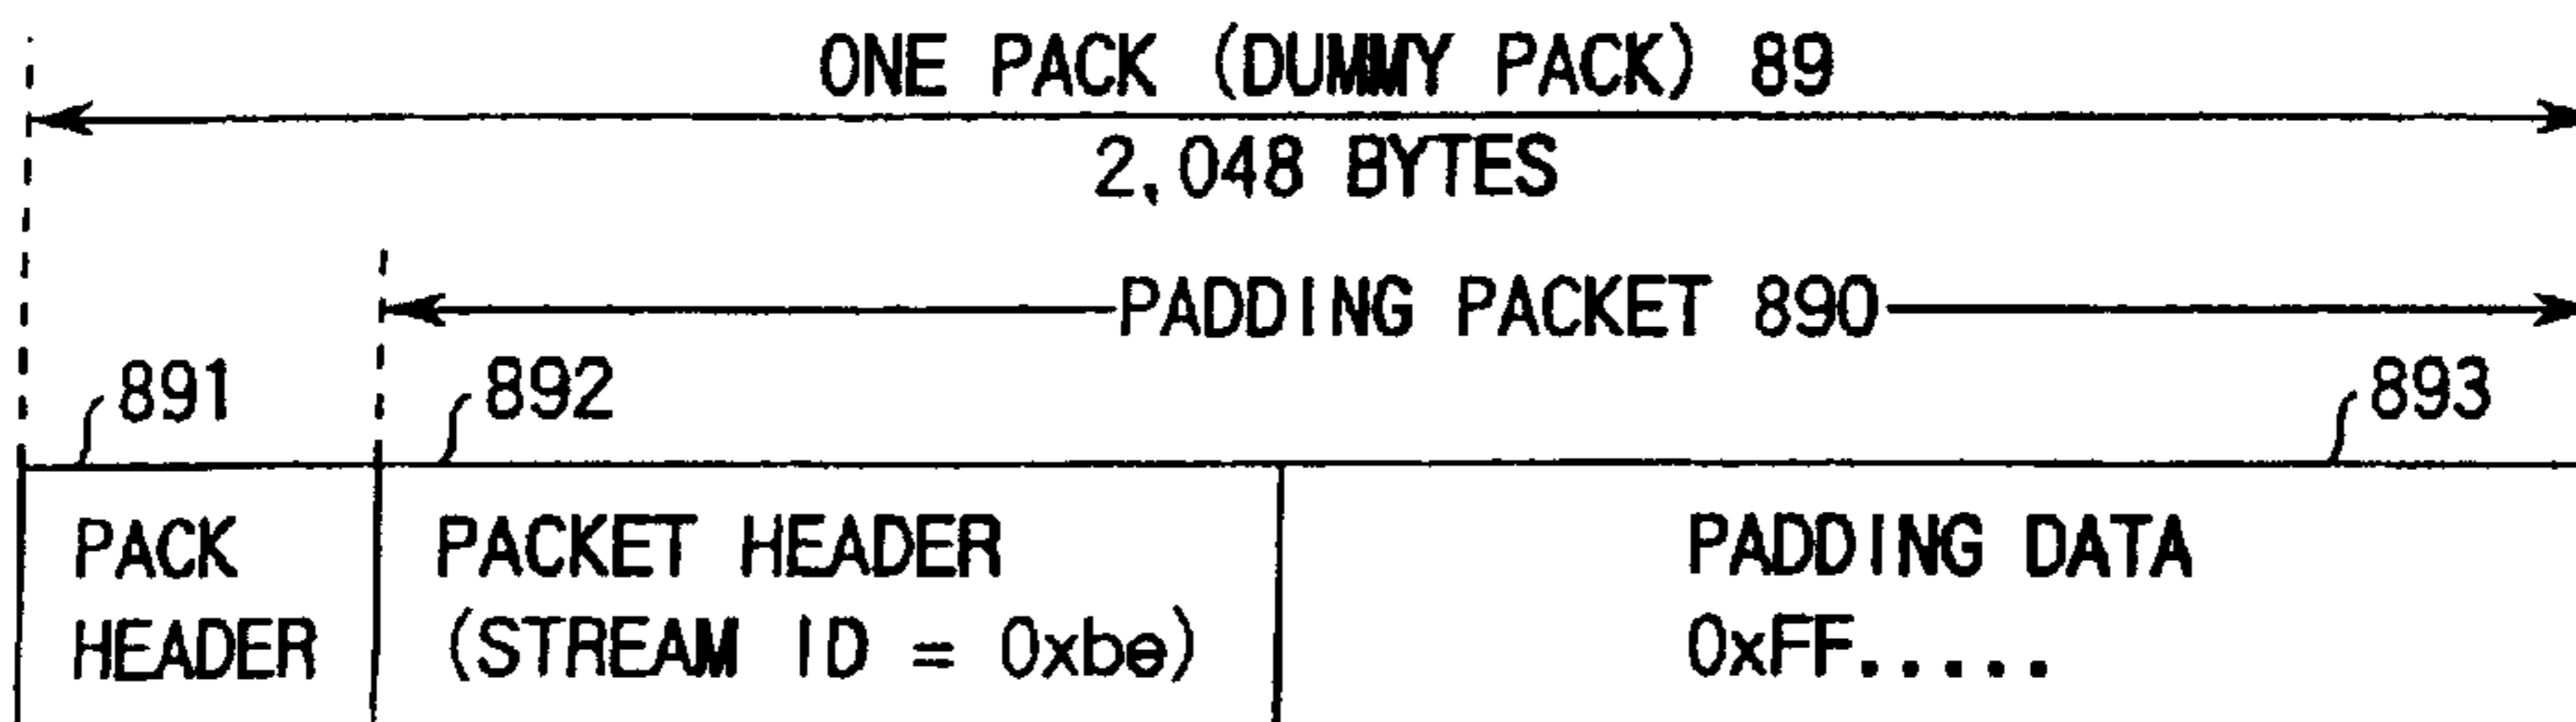 ONE PACK (DUMMY PACK) 89
2,048 BYTES
PADDING PACKET 890
891 892 893
PACK HEADER
PACKET HEADER
(STREAM ID = 0xbe)
PADDING DATA
0xFF.....